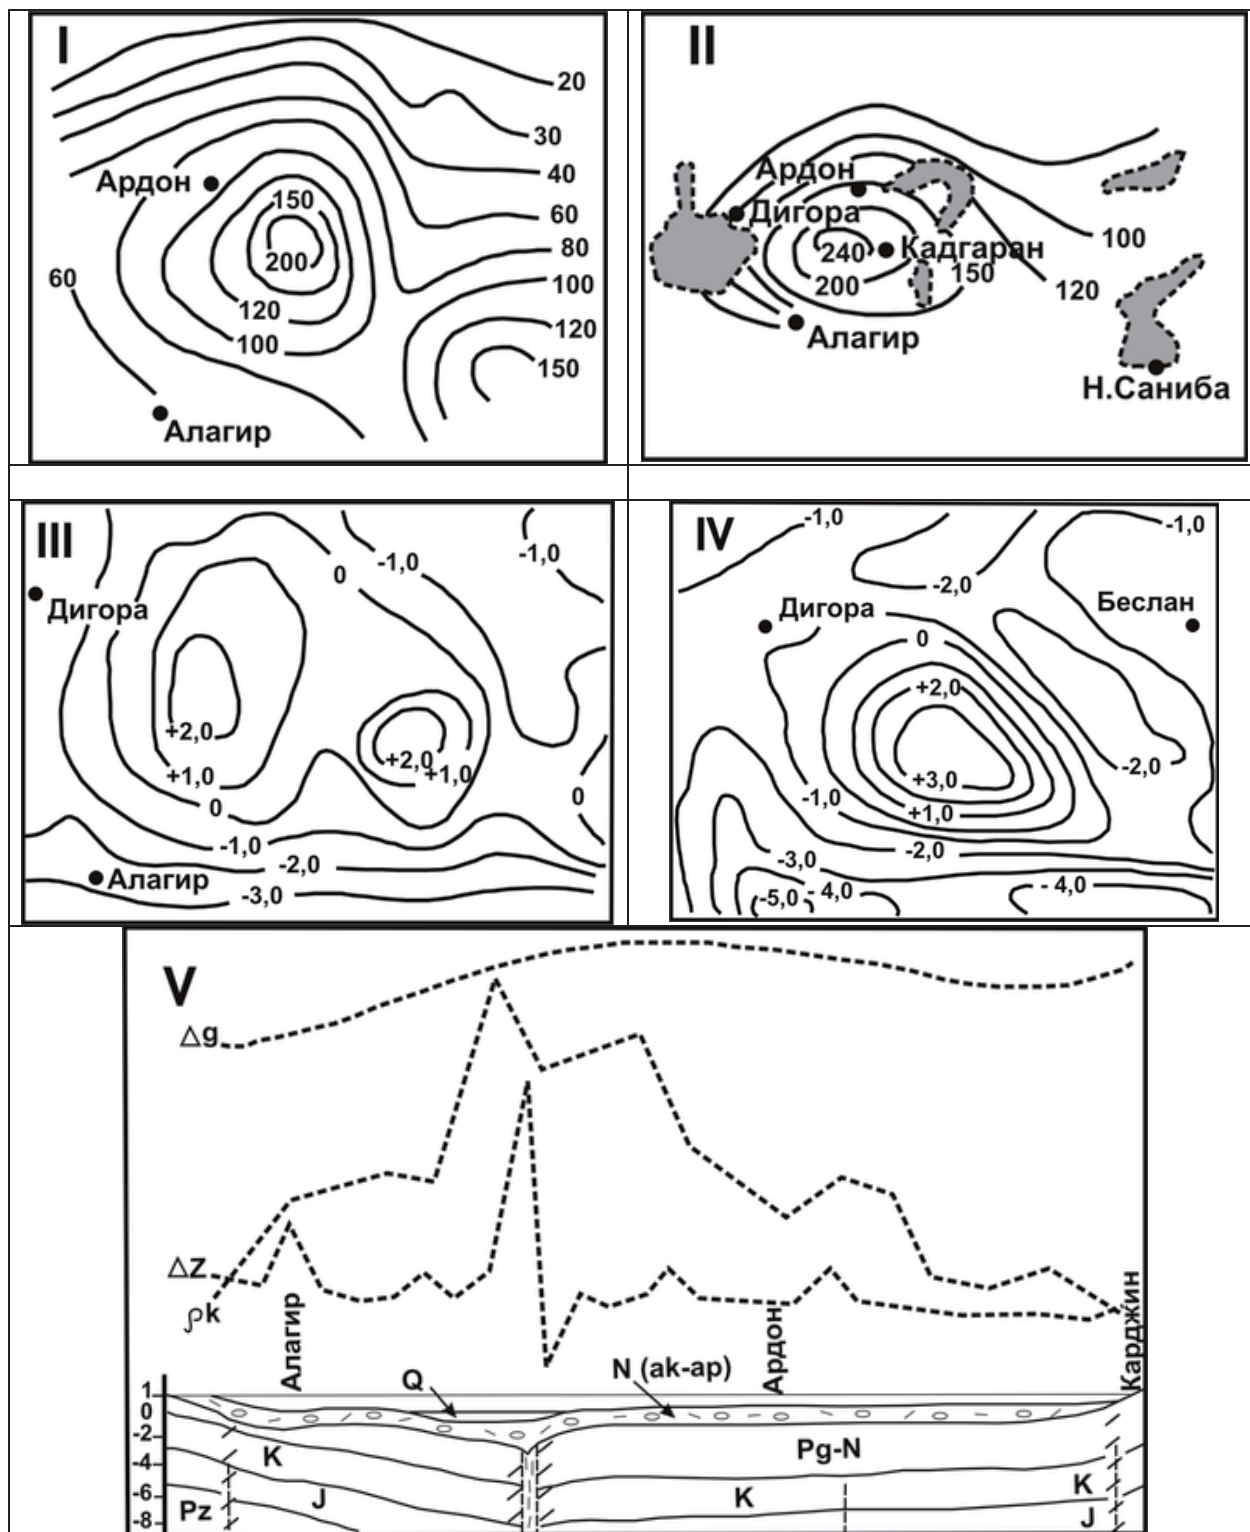 I
20
30
40
Ардон
150
60
80
200
60
100
120
120
100
150
Алагир
II
Ардон
Дигора
100
240
Кадгаран
150
200
120
Алагир
Н.Саниба
III
-1,0
-1,0
0
Дигора
+2,0
+2,0
+1,0
+1,0
0
0
-1,0
-2,0
Алагир
-3,0
IV
-1,0
-1,0
-2,0
Дигора
Беслан
0
+2,0
-2,0
+3,0
-1,0
+1,0
-2,0
-3,0
-4,0
-4,0
-5,0
V
Δg
ΔZ
ρk
Алагир
Ардон
Карджин
Q
N (ak-ap)
1
0
-2
-4
-6
-8
K
Pg-N
J
K
K
Pz
J